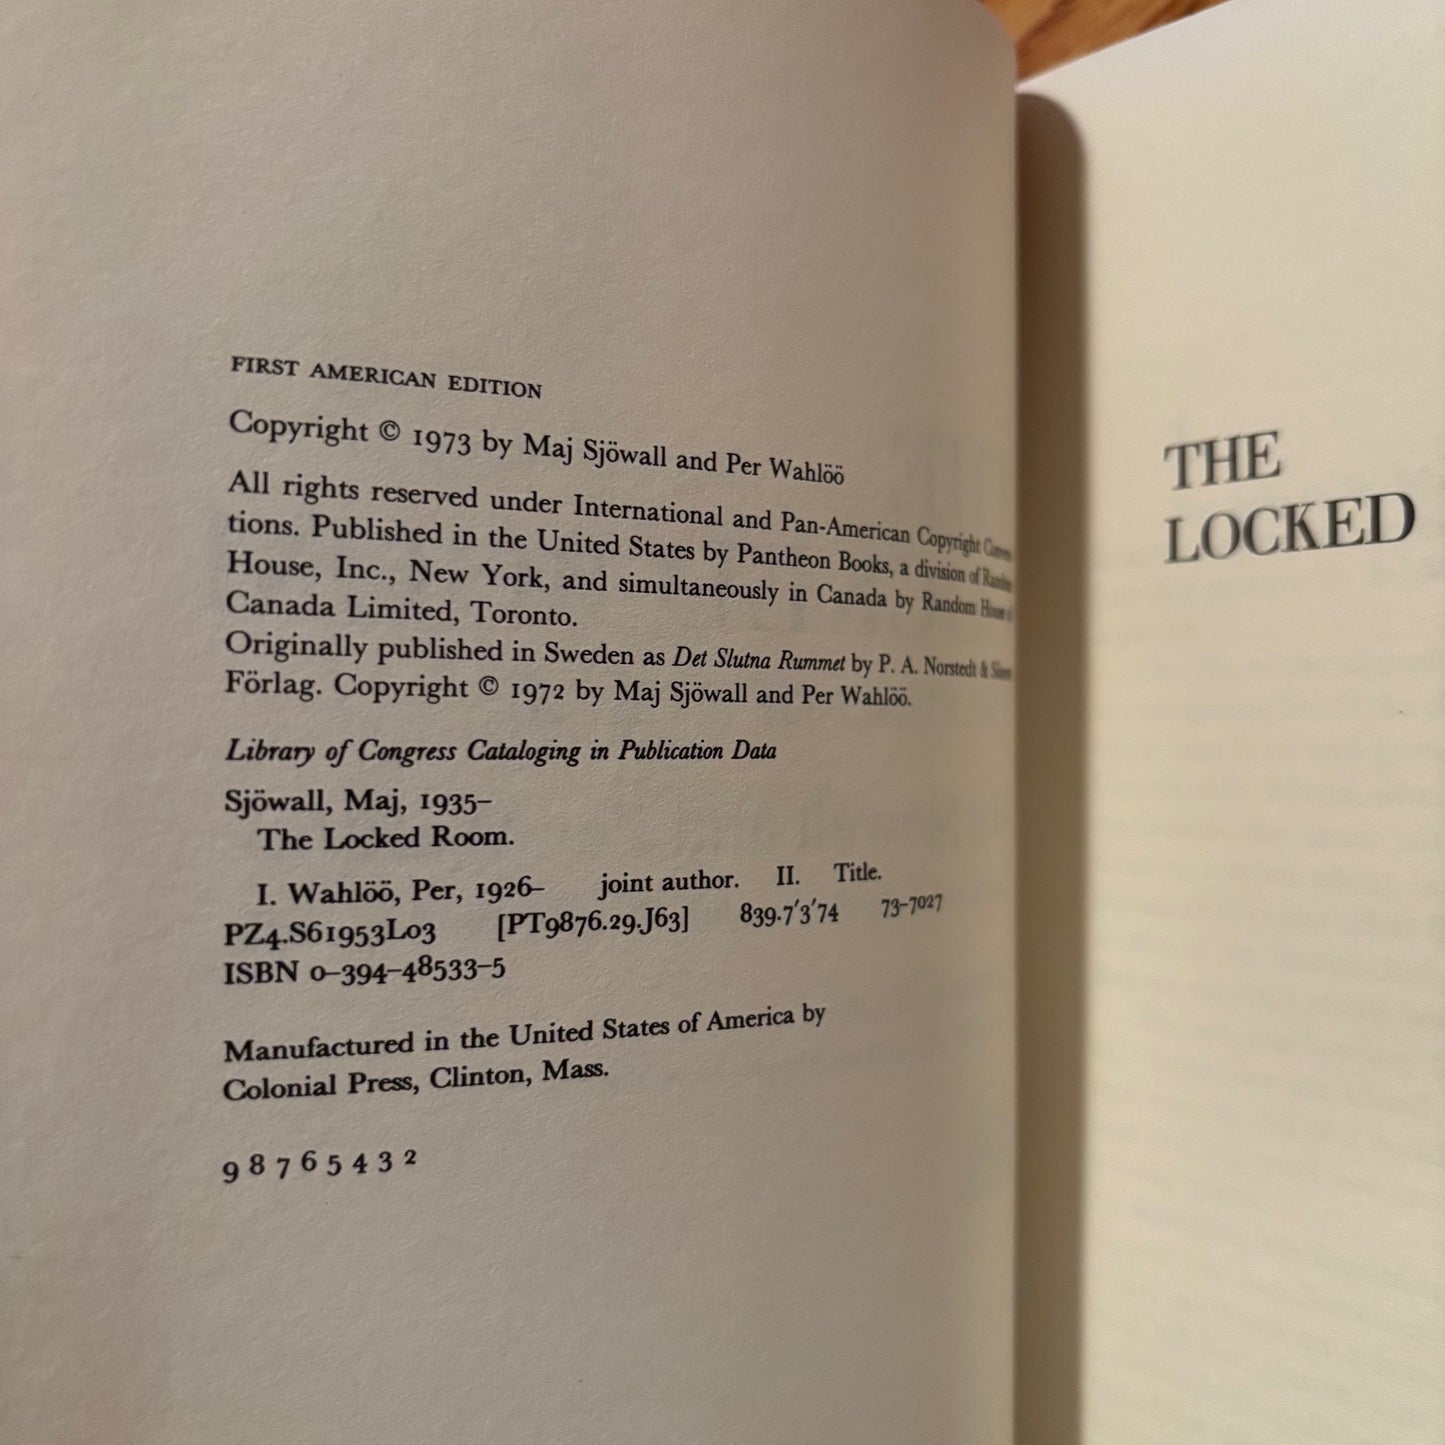 FIRST AMERICAN EDITION
Copyright © 1973 by Maj Sjöwall and Per Wahlöö
All rights reserved under International and Pan-American Copyright
tions. Published in the United States by Pantheon Books, a division of Random
House, Inc., New York, and simultaneously in Canada by Random House of
Canada Limited, Toronto.
Originally published in Sweden as Det Slutna Rummet by P. A. Norstedt &
Förlag. Copyright © 1972 by Maj Sjöwall and Per Wahlöö.
Library of Congress Cataloging in Publication Data
Sjöwall, Maj, 1935–
The Locked Room.
I. Wahlöö, Per, 1926– joint author. II. Title.
PZ4.S61953Lo3 [PT9876.29.J63] 839.7'3'74 73–7027
ISBN 0–394–48533–5
Manufactured in the United States of America by
Colonial Press, Clinton, Mass.
9 8 7 6 5 4 3 2
THE
LOCKED